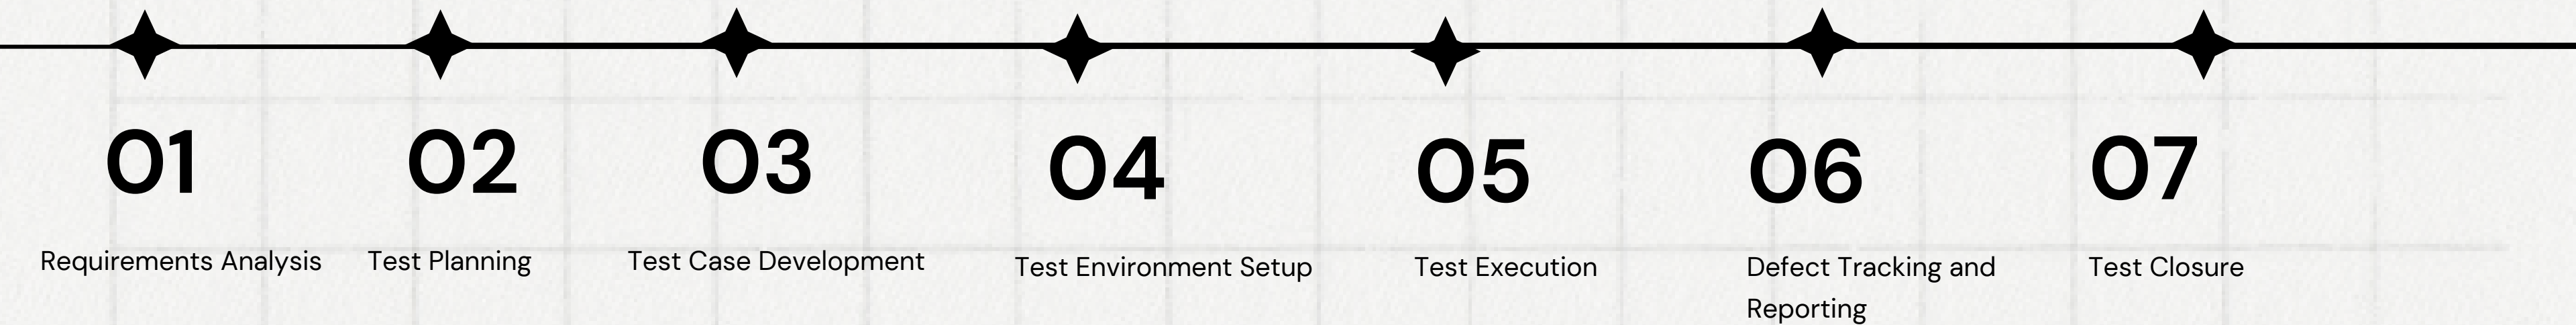 01
02
03
04
05
06
07
Requirements Analysis
Test Planning
Test Case Development
Test Environment Setup
Test Execution
Defect Tracking and
Reporting
Test Closure